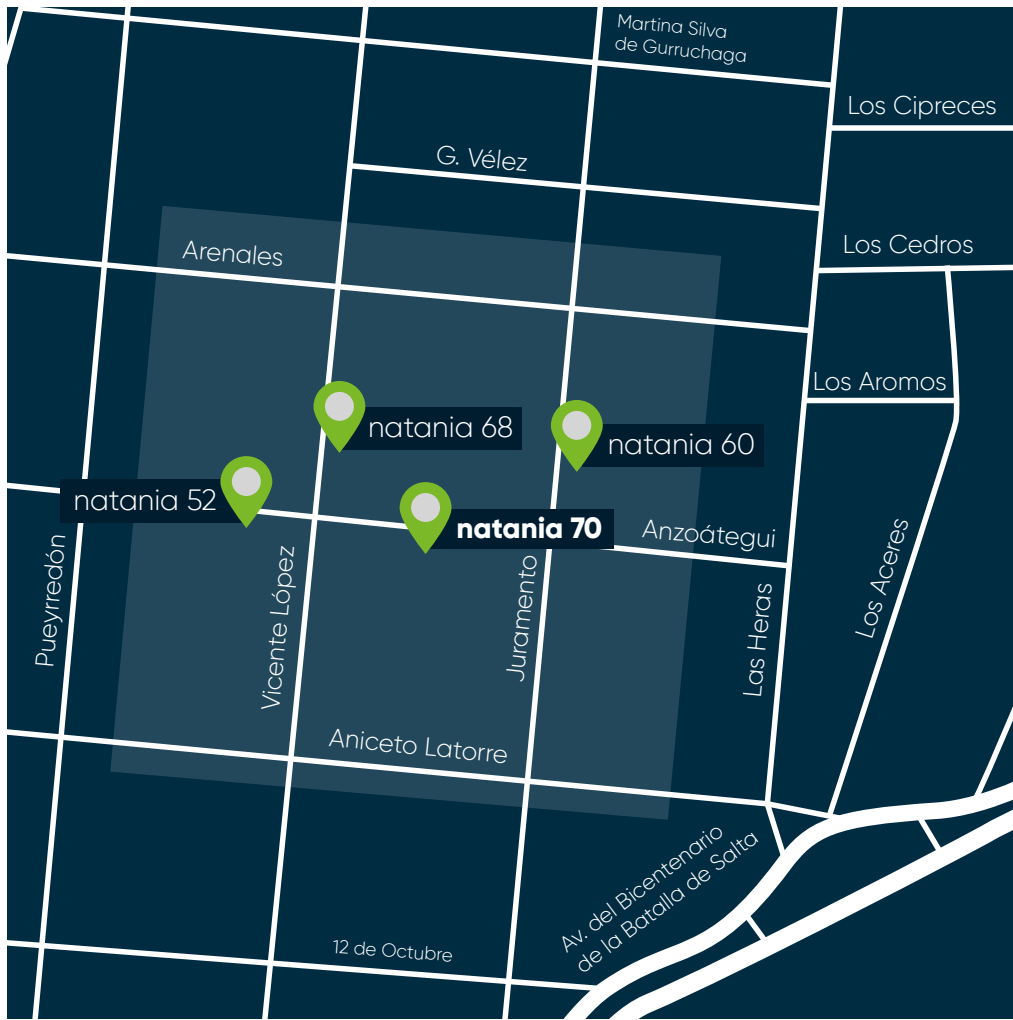 Martina Silva
de Gurruchaga
Los Cipreces
G. Vélez
Los Cedros
Arenales
Los Aromos
natania 68
natania 60
natania 52
natania 70
Anzoátegui
Los Aceres
Pueyrredón
Vicente López
Juramento
Las Heras
Aniceto Latorre
Av. del Bicentenario
de la Batalla de Salta
12 de Octubre